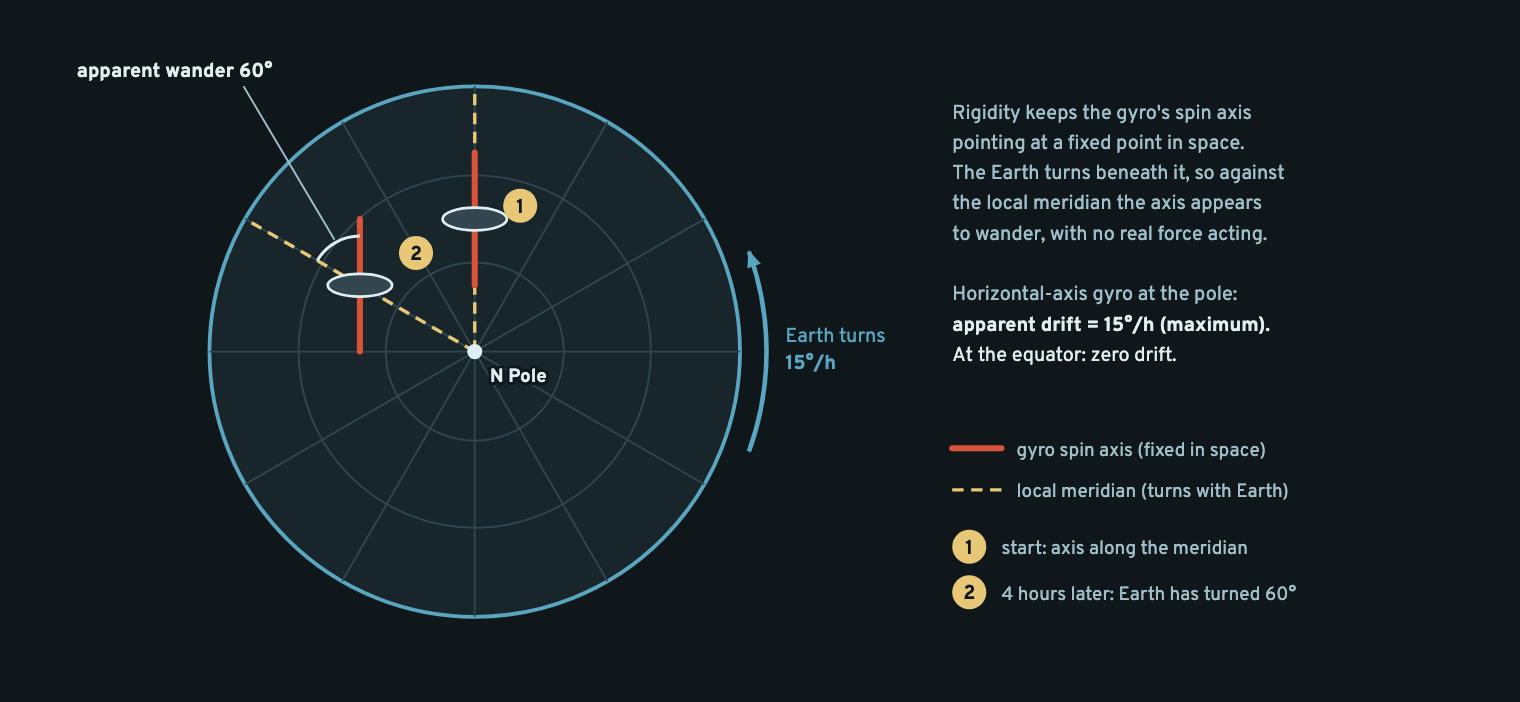 apparent wander 60°
1
2
N Pole
Earth turns
15°/h
Rigidity keeps the gyro's spin axis
pointing at a fixed point in space.
The Earth turns beneath it, so against
the local meridian the axis appears
to wander, with no real force acting.
Horizontal-axis gyro at the pole:
apparent drift = 15°/h (maximum).
At the equator: zero drift.
gyro spin axis (fixed in space)
local meridian (turns with Earth)
1 start: axis along the meridian
2 4 hours later: Earth has turned 60°